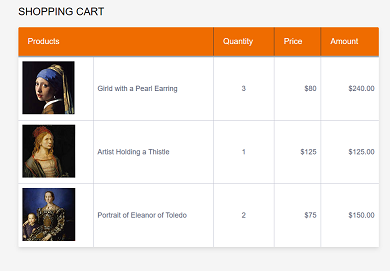 SHOPPING CART
Products Quantity Price Amount
Girld with a Pearl Earring 3 $80 $240.00
Artist Holding a Thistle 1 $125 $125.00
Portrait of Eleanor of Toledo 2 $75 $150.00